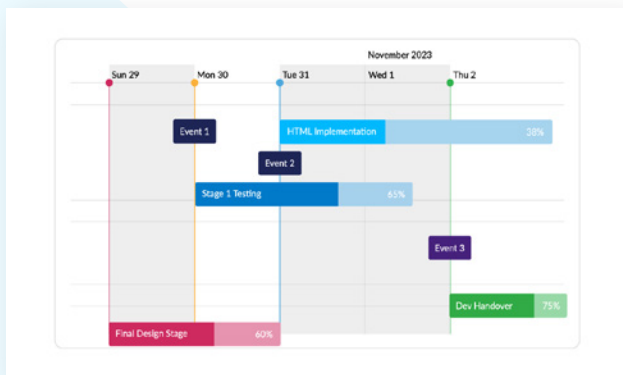 November 2023
Sun 29 Mon 30 Tue 31 Wed 1 Thu 2
Event 1 HTML Implementation 38%
Event 2
Stage 1 Testing 65%
Event 3
Dev Handover 75%
Final Design Stage 60%